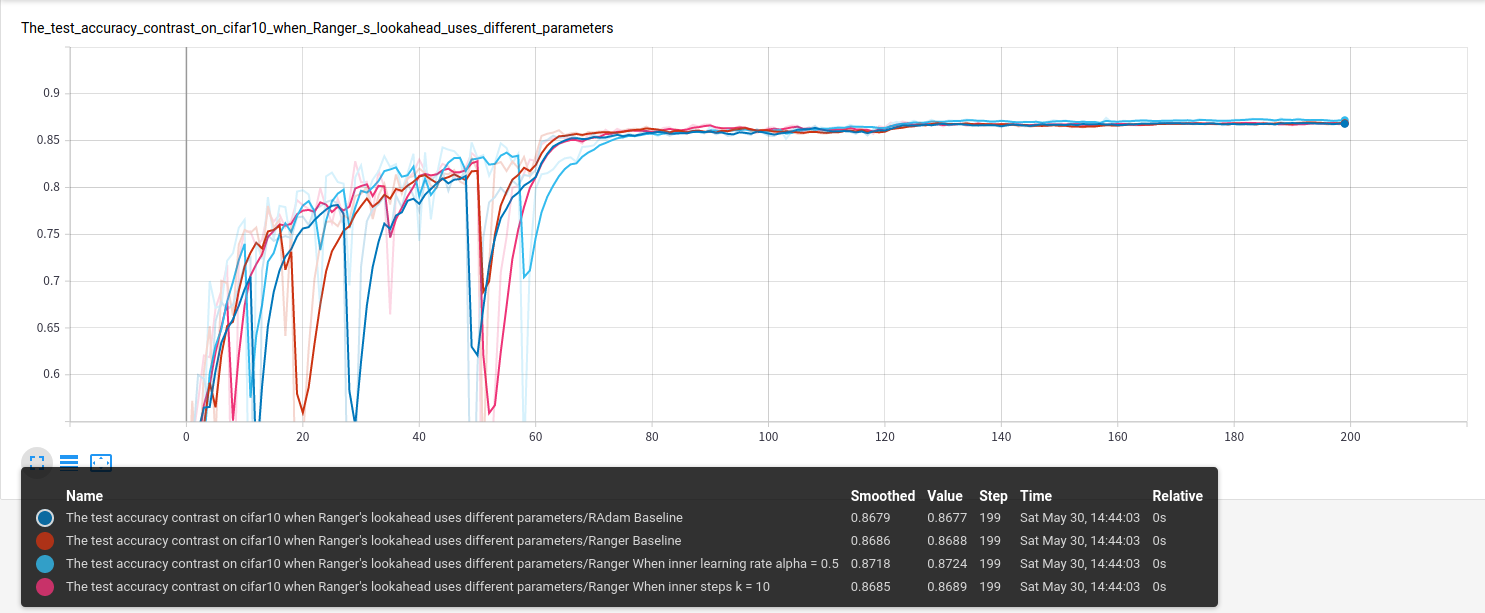 The_test_accuracy_contrast_on_cifar10_when_Ranger_s_lookahead_uses_different_parameters
0.9
0.85
0.8
0.75
0.7
0.65
0.6
0 20 40 60 80 100 120 140 160 180 200
Name Smoothed Value Step Time Relative
The test accuracy contrast on cifar10 when Ranger's lookahead uses different parameters/RAdam Baseline 0.8679 0.8677 199 Sat May 30, 14:44:03 0s
The test accuracy contrast on cifar10 when Ranger's lookahead uses different parameters/Ranger Baseline 0.8686 0.8688 199 Sat May 30, 14:44:03 0s
The test accuracy contrast on cifar10 when Ranger's lookahead uses different parameters/Ranger When inner learning rate alpha = 0.5 0.8718 0.8724 199 Sat May 30, 14:44:03 0s
The test accuracy contrast on cifar10 when Ranger's lookahead uses different parameters/Ranger When inner steps k = 10 0.8685 0.8689 199 Sat May 30, 14:44:03 0s